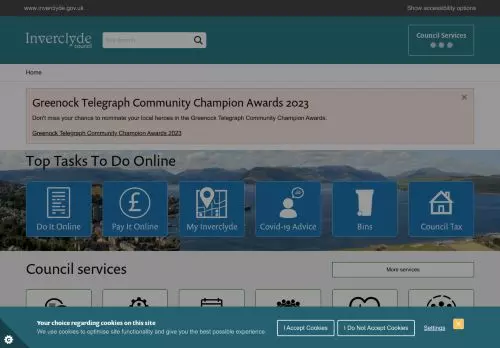 www.inverclyde.gov.uk
Show accessibility options
Inverclyde
council
Council Services
Home
Greenock Telegraph Community Champion Awards 2023
Don't miss your chance to nominate your local heroes in the Greenock Telegraph Community Champion Awards.
Greenock Telegraph Community Champion Awards 2023
Top Tasks To Do Online
Do It Online
Pay It Online
My Inverclyde
Covid-19 Advice
Bins
Council Tax
Council services
More services
Your choice regarding cookies on this site
We use cookies to optimise site functionality and give you the best possible experience.
I Accept Cookies
I Do Not Accept Cookies
Settings